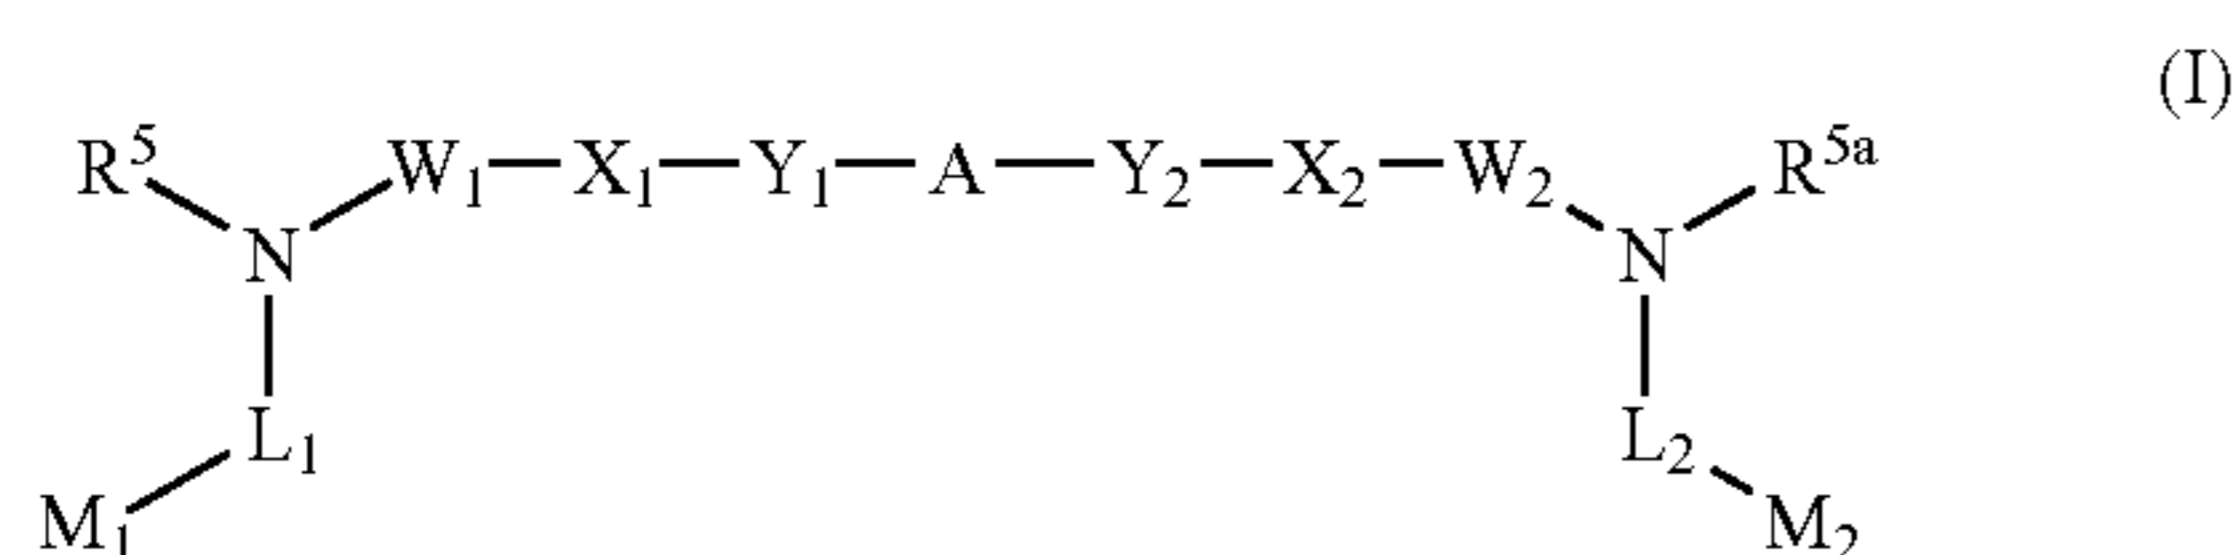 (I)
R⁵ W₁—X₁—Y₁—A—Y₂—X₂—W₂ R⁵ᵃ
N N
L₁ L₂
M₁ M₂